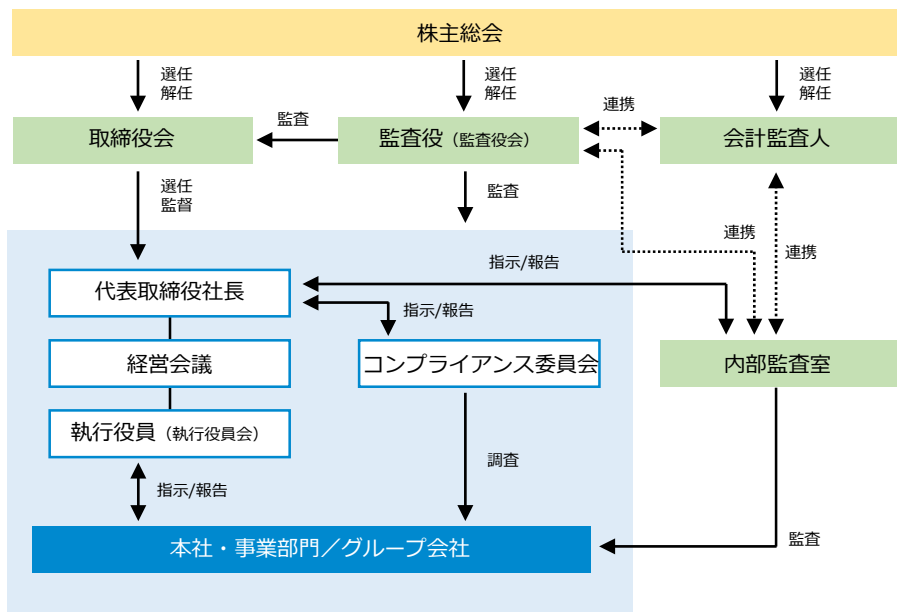 株主総会
選任
解任
選任
解任
選任
解任
取締役会
監査
監査役（監査役会）
連携
会計監査人
選任
監督
監査
連携
連携
指示/報告
代表取締役社長
指示/報告
経営会議
コンプライアンス委員会
内部監査室
執行役員（執行役員会）
調査
指示/報告
本社・事業部門／グループ会社
監査